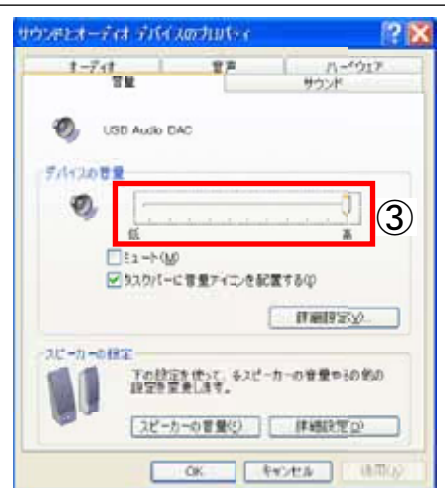 サウンドとオーディオ デバイスのプロパティ
オーディオ 音声 ハードウェア
音量 サウンド
USB Audio DAC
デバイスの音量
③
低 高
ミュート(M)
タスクバーに音量アイコンを配置する(I)
詳細設定(V)...
スピーカーの設定
下の設定を使って、各スピーカーの音量やその他の
設定を変更します。
スピーカーの音量(S) 詳細設定(D)
OK キャンセル 適用(A)